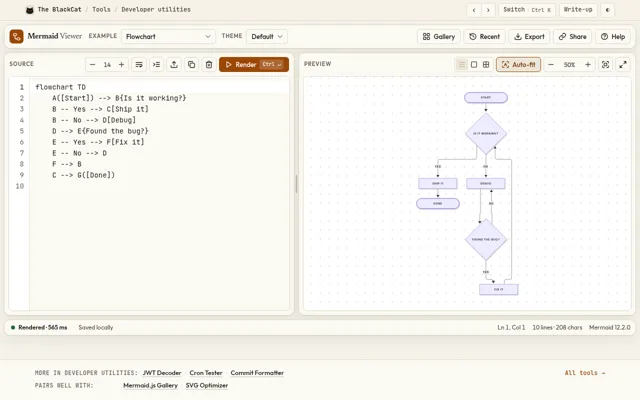 The BlackCat / Tools / Developer utilities
‹ › Switch Ctrl K Write-up
Mermaid Viewer EXAMPLE Flowchart THEME Default Gallery Recent Export Share Help
SOURCE − 14 + Render Ctrl ↵
1 flowchart TD
2 A([Start]) --> B{Is it working?}
3 B -- Yes --> C[Ship it]
4 B -- No --> D[Debug]
5 D --> E{Found the bug?}
6 E -- Yes --> F[Fix it]
7 E -- No --> D
8 F --> B
9 C --> G([Done])
10
PREVIEW Auto-fit − 50% +
START
IS IT WORKING?
YES NO
SHIP IT DEBUG
DONE NO
FOUND THE BUG?
YES
FIX IT
Rendered · 565 ms Saved locally Ln 1, Col 1 10 lines · 208 chars Mermaid 12.2.0
MORE IN DEVELOPER UTILITIES: JWT Decoder Cron Tester Commit Formatter All tools →
PAIRS WELL WITH: Mermaid.js Gallery SVG Optimizer